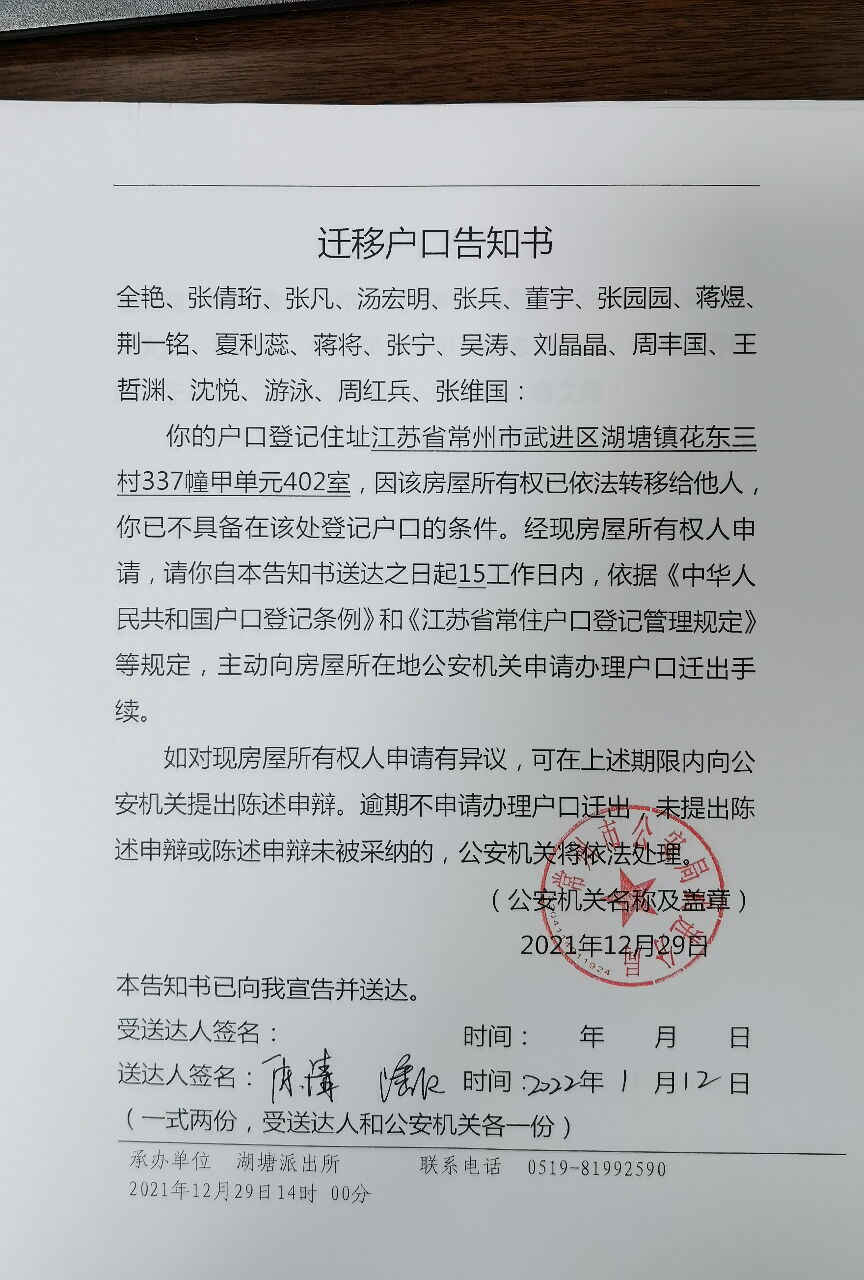 迁移户口告知书
全艳、张倩珩、张凡、汤宏明、张兵、董宇、张园园、蒋煜、
荆一铭、夏利蕊、蒋将、张宁、吴涛、刘晶晶、周丰国、王
哲渊、沈悦、游泳、周红兵、张维国：
你的户口登记住址江苏省常州市武进区湖塘镇花东三
村337幢甲单元402室，因该房屋所有权已依法转移给他人，
你已不具备在该处登记户口的条件。经现房屋所有权人申
请，请你自本告知书送达之日起15工作日内，依据《中华人
民共和国户口登记条例》和《江苏省常住户口登记管理规定》
等规定，主动向房屋所在地公安机关申请办理户口迁出手
续。
如对现房屋所有权人申请有异议，可在上述期限内向公
安机关提出陈述申辩。逾期不申请办理户口迁出，未提出陈
述申辩或陈述申辩未被采纳的，公安机关将依法处理。
（公安机关名称及盖章）
2021年12月29日
常州市公安局
本告知书已向我宣告并送达。
受送达人签名： 时间： 年 月 日
送达人签名： 时间：2022年1月12日
（一式两份，受送达人和公安机关各一份）
承办单位 湖塘派出所 联系电话 0519-81992590
2021年12月29日14时 00分